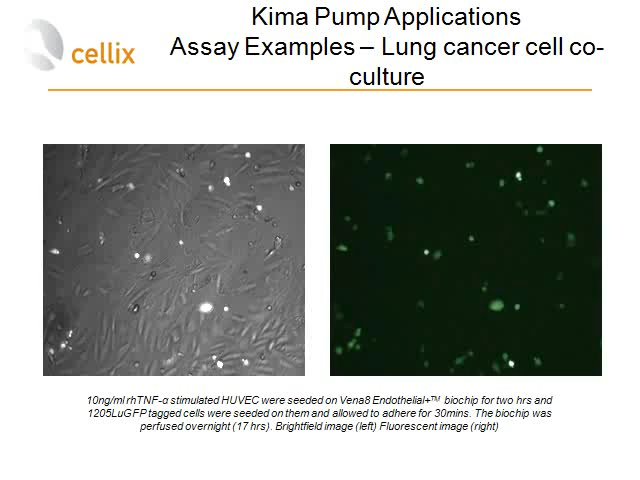 Kima Pump Applications
Assay Examples – Lung cancer cell co-
culture
cellix
10ng/ml rhTNF-α stimulated HUVEC were seeded on Vena8 Endothelial+™ biochip for two hrs and
1205LuGFP tagged cells were seeded on them and allowed to adhere for 30mins. The biochip was
perfused overnight (17 hrs). Brightfield image (left) Fluorescent image (right)